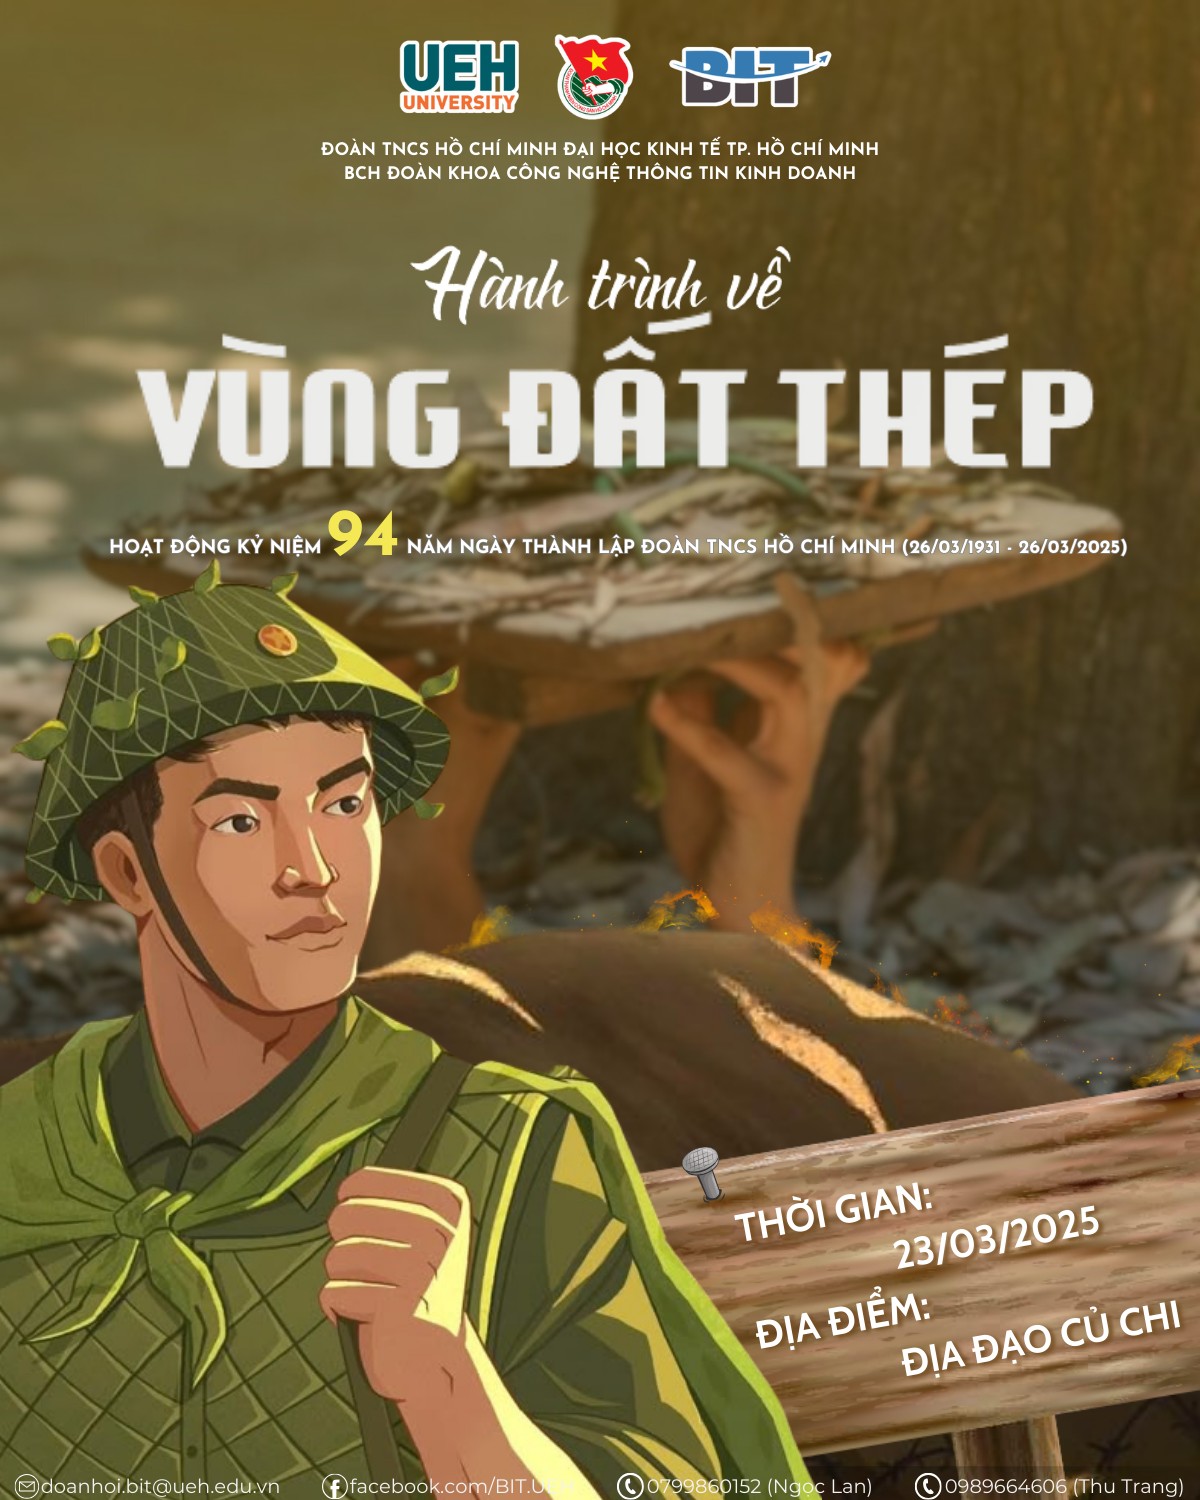 UEH
UNIVERSITY
BIT
ĐOÀN TNCS HỒ CHÍ MINH ĐẠI HỌC KINH TẾ TP. HỒ CHÍ MINH
BCH ĐOÀN KHOA CÔNG NGHỆ THÔNG TIN KINH DOANH
Hành trình về
VÙNG ĐẤT THÉP
HOẠT ĐỘNG KỶ NIỆM 94 NĂM NGÀY THÀNH LẬP ĐOÀN TNCS HỒ CHÍ MINH (26/03/1931 - 26/03/2025)
THỜI GIAN:
23/03/2025
ĐỊA ĐIỂM:
ĐỊA ĐẠO CỦ CHI
doanhoi.bit@ueh.edu.vn facebook.com/BIT.U 0799860152 (Ngọc Lan) 0989664606 (Thu Trang)